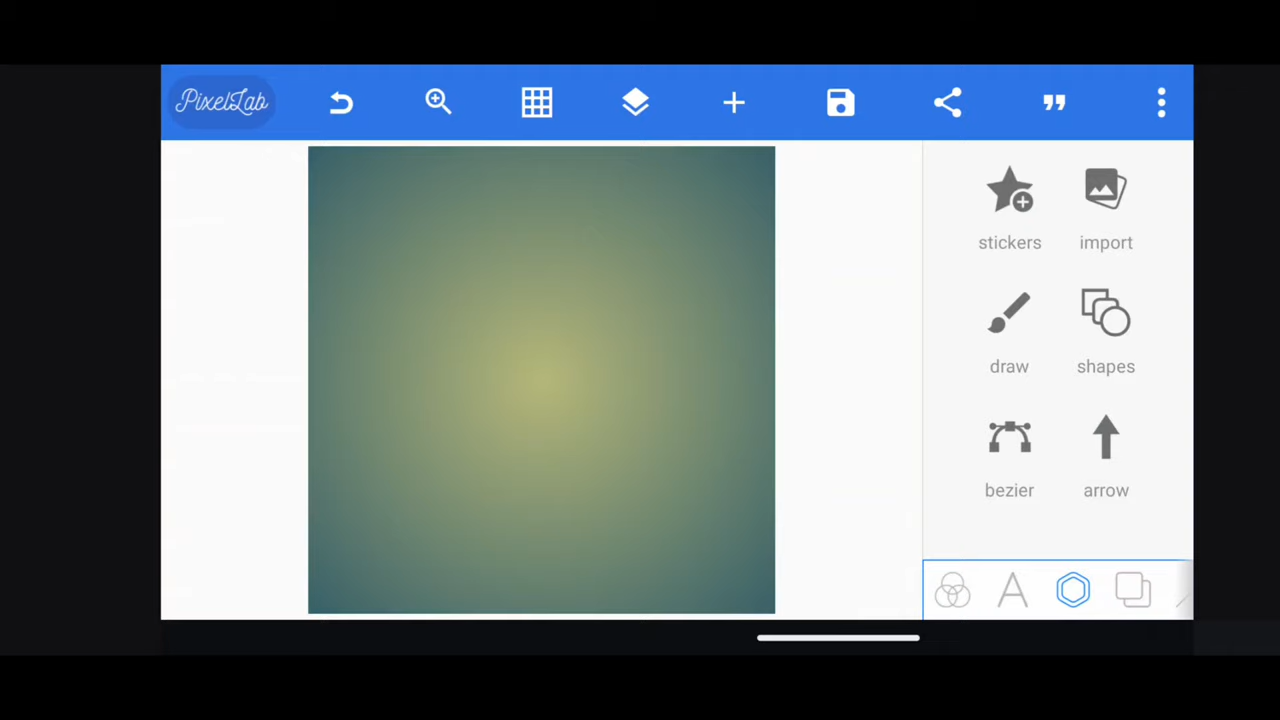 PixelLab
stickers
import
draw
shapes
bezier
arrow